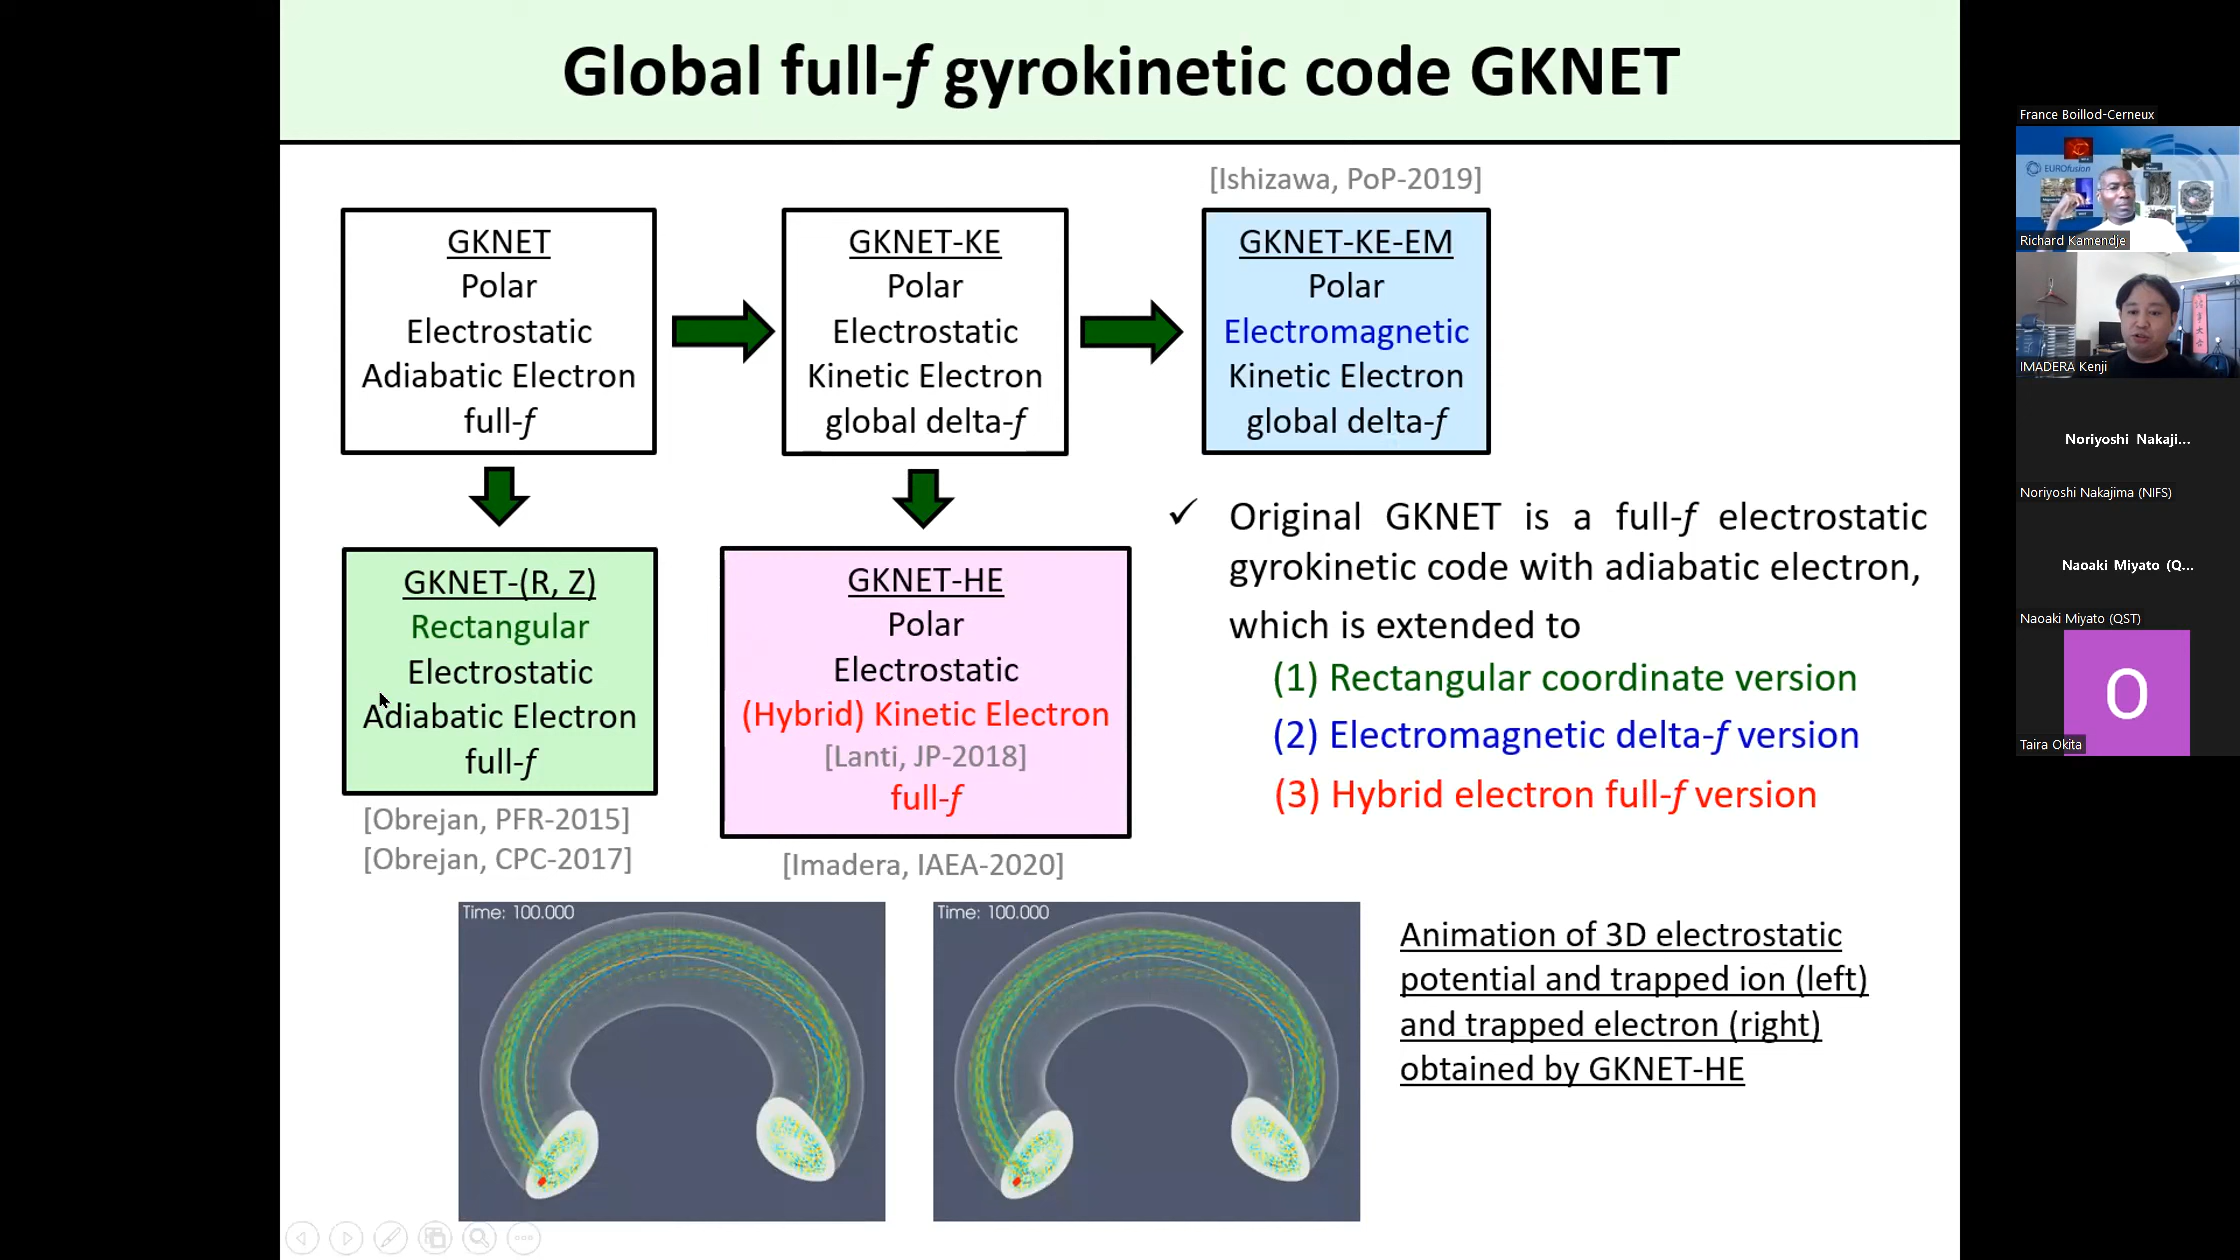 Global full-f gyrokinetic code GKNET
[Ishizawa, PoP-2019]
GKNET
Polar
Electrostatic
Adiabatic Electron
full-f
GKNET-KE
Polar
Electrostatic
Kinetic Electron
global delta-f
GKNET-KE-EM
Polar
Electromagnetic
Kinetic Electron
global delta-f
GKNET-(R, Z)
Rectangular
Electrostatic
Adiabatic Electron
full-f
[Obrejan, PFR-2015]
[Obrejan, CPC-2017]
GKNET-HE
Polar
Electrostatic
(Hybrid) Kinetic Electron
[Lanti, JP-2018]
full-f
[Imadera, IAEA-2020]
✓ Original GKNET is a full-f electrostatic
gyrokinetic code with adiabatic electron,
which is extended to
(1) Rectangular coordinate version
(2) Electromagnetic delta-f version
(3) Hybrid electron full-f version
Time: 100.000
Time: 100.000
Animation of 3D electrostatic
potential and trapped ion (left)
and trapped electron (right)
obtained by GKNET-HE
France Boillod-Cerneux
EUROfusion
Richard Kamendje
IMADERA Kenji
Noriyoshi Nakaji...
Noriyoshi Nakajima (NIFS)
Naoaki Miyato (Q...
Naoaki Miyato (QST)
O
Taira Okita